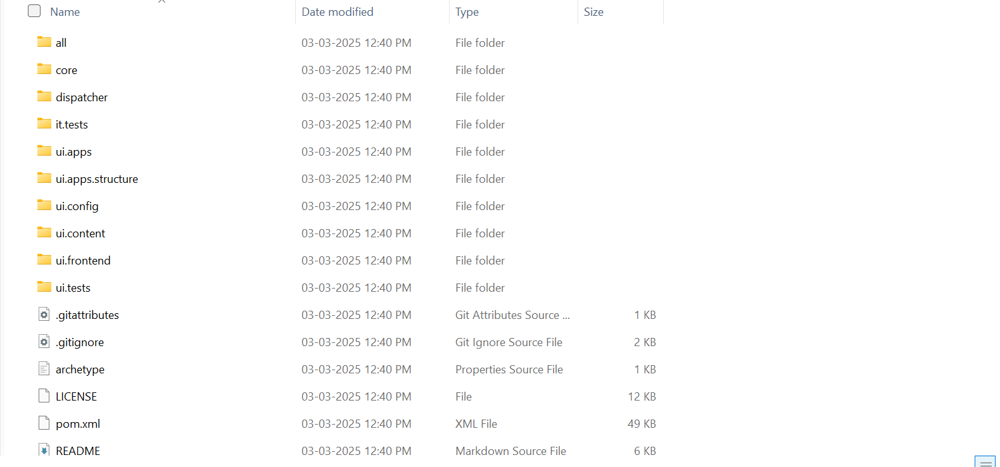 Name Date modified Type Size
all 03-03-2025 12:40 PM File folder
core 03-03-2025 12:40 PM File folder
dispatcher 03-03-2025 12:40 PM File folder
it.tests 03-03-2025 12:40 PM File folder
ui.apps 03-03-2025 12:40 PM File folder
ui.apps.structure 03-03-2025 12:40 PM File folder
ui.config 03-03-2025 12:40 PM File folder
ui.content 03-03-2025 12:40 PM File folder
ui.frontend 03-03-2025 12:40 PM File folder
ui.tests 03-03-2025 12:40 PM File folder
.gitattributes 03-03-2025 12:40 PM Git Attributes Source ... 1 KB
.gitignore 03-03-2025 12:40 PM Git Ignore Source File 2 KB
archetype 03-03-2025 12:40 PM Properties Source File 1 KB
LICENSE 03-03-2025 12:40 PM File 12 KB
pom.xml 03-03-2025 12:40 PM XML File 49 KB
README 03-03-2025 12:40 PM Markdown Source File 6 KB